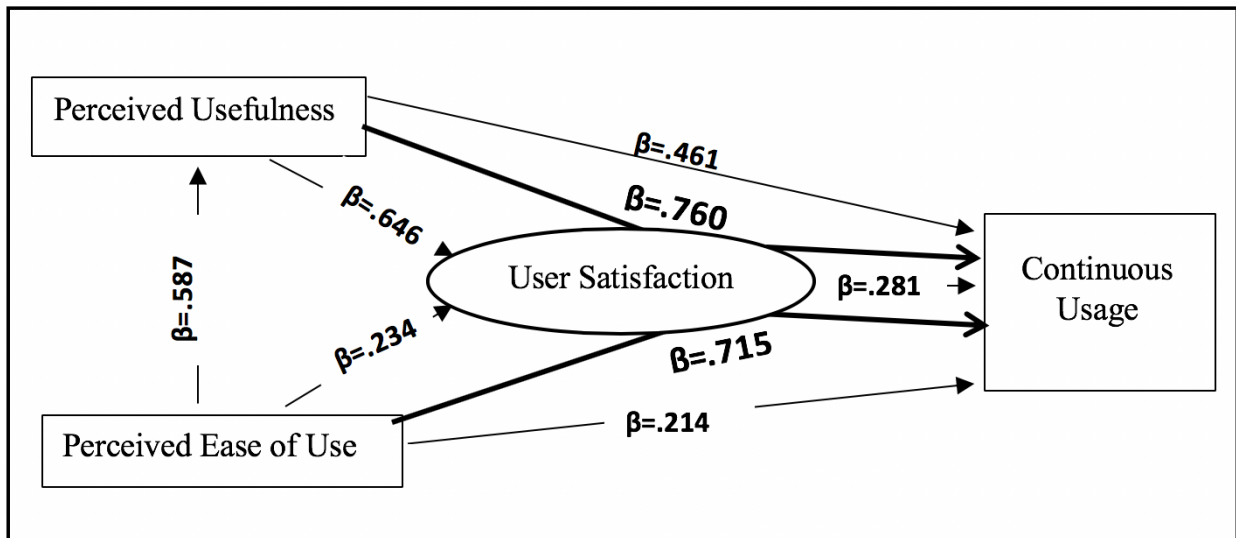 Perceived Usefulness
β=.461
β=.760
β=.646
User Satisfaction
β=.281
Continuous
Usage
β=.587
β=.234
β=.715
β=.214
Perceived Ease of Use